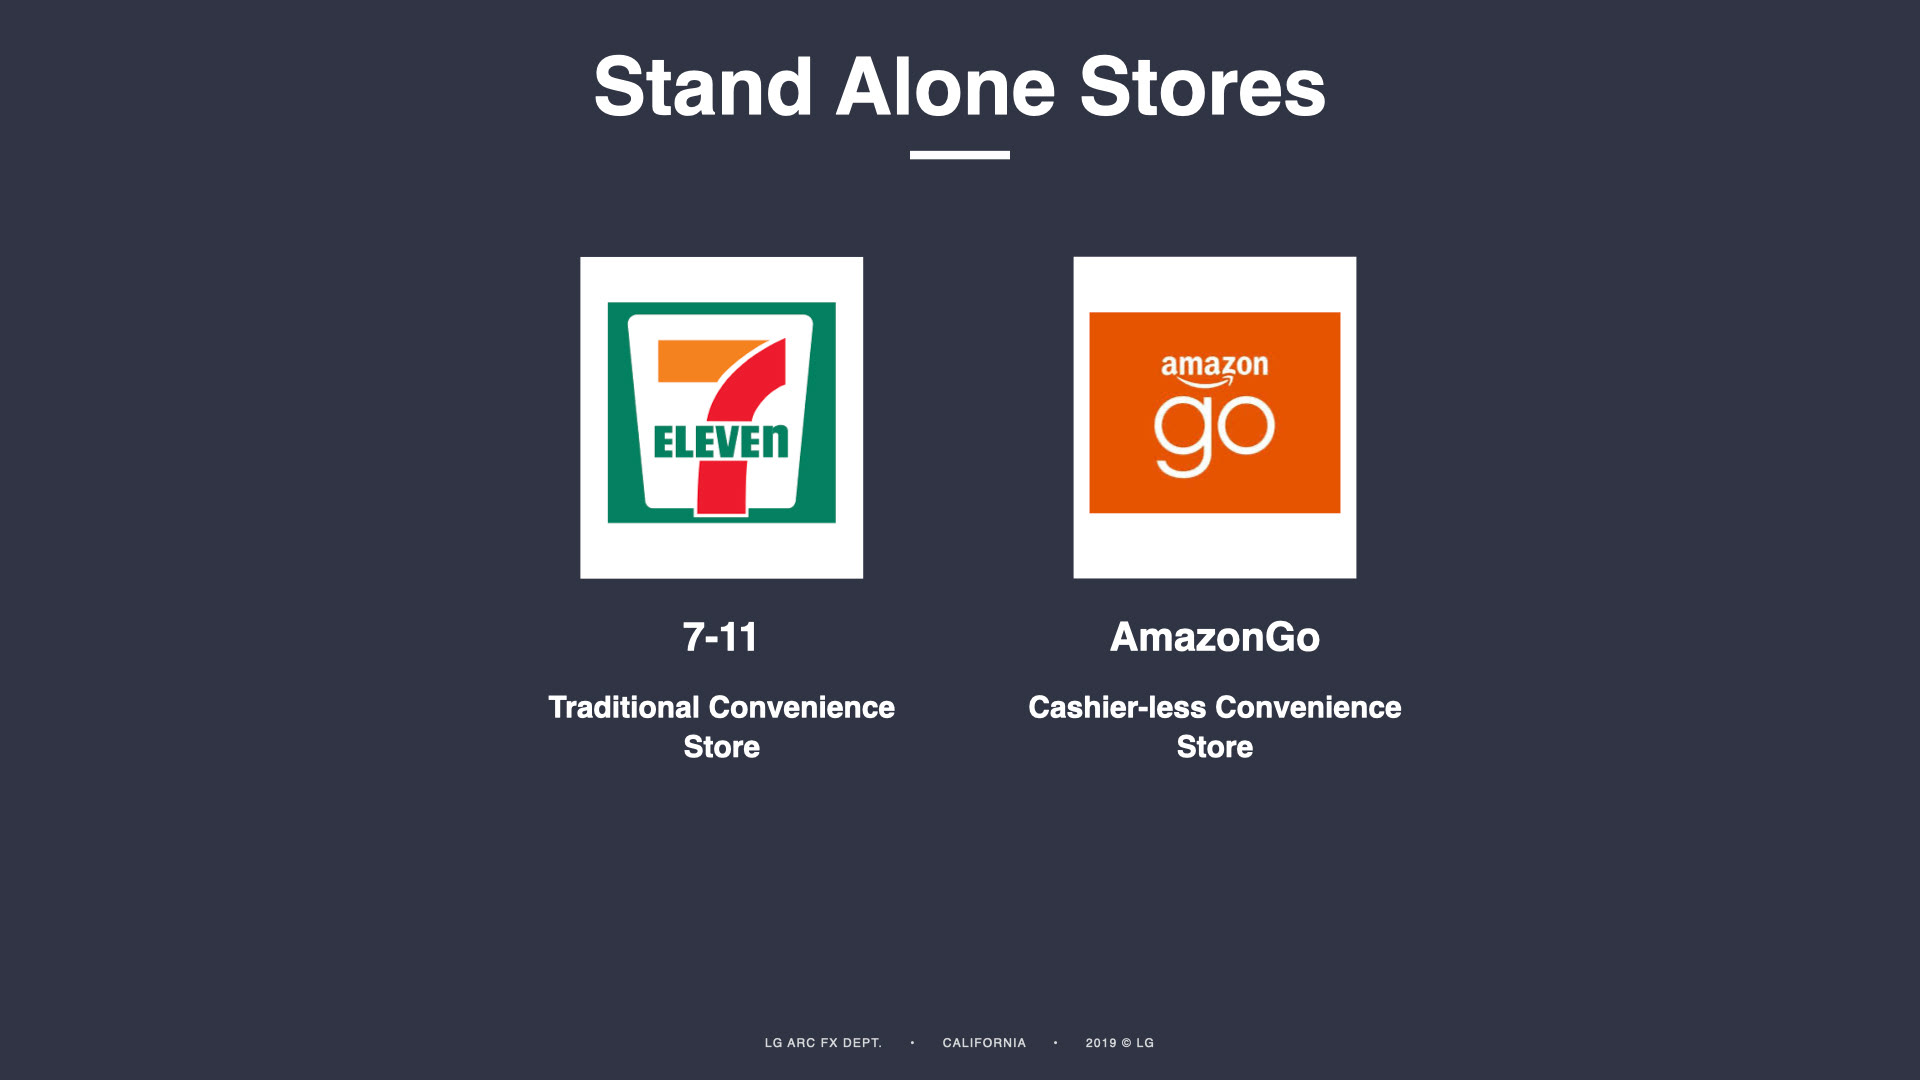 Stand Alone Stores
7
ELEVEn
amazon
go
7-11
AmazonGo
Traditional Convenience
Store
Cashier-less Convenience
Store
LG ARC FX DEPT. • CALIFORNIA • 2019 © LG